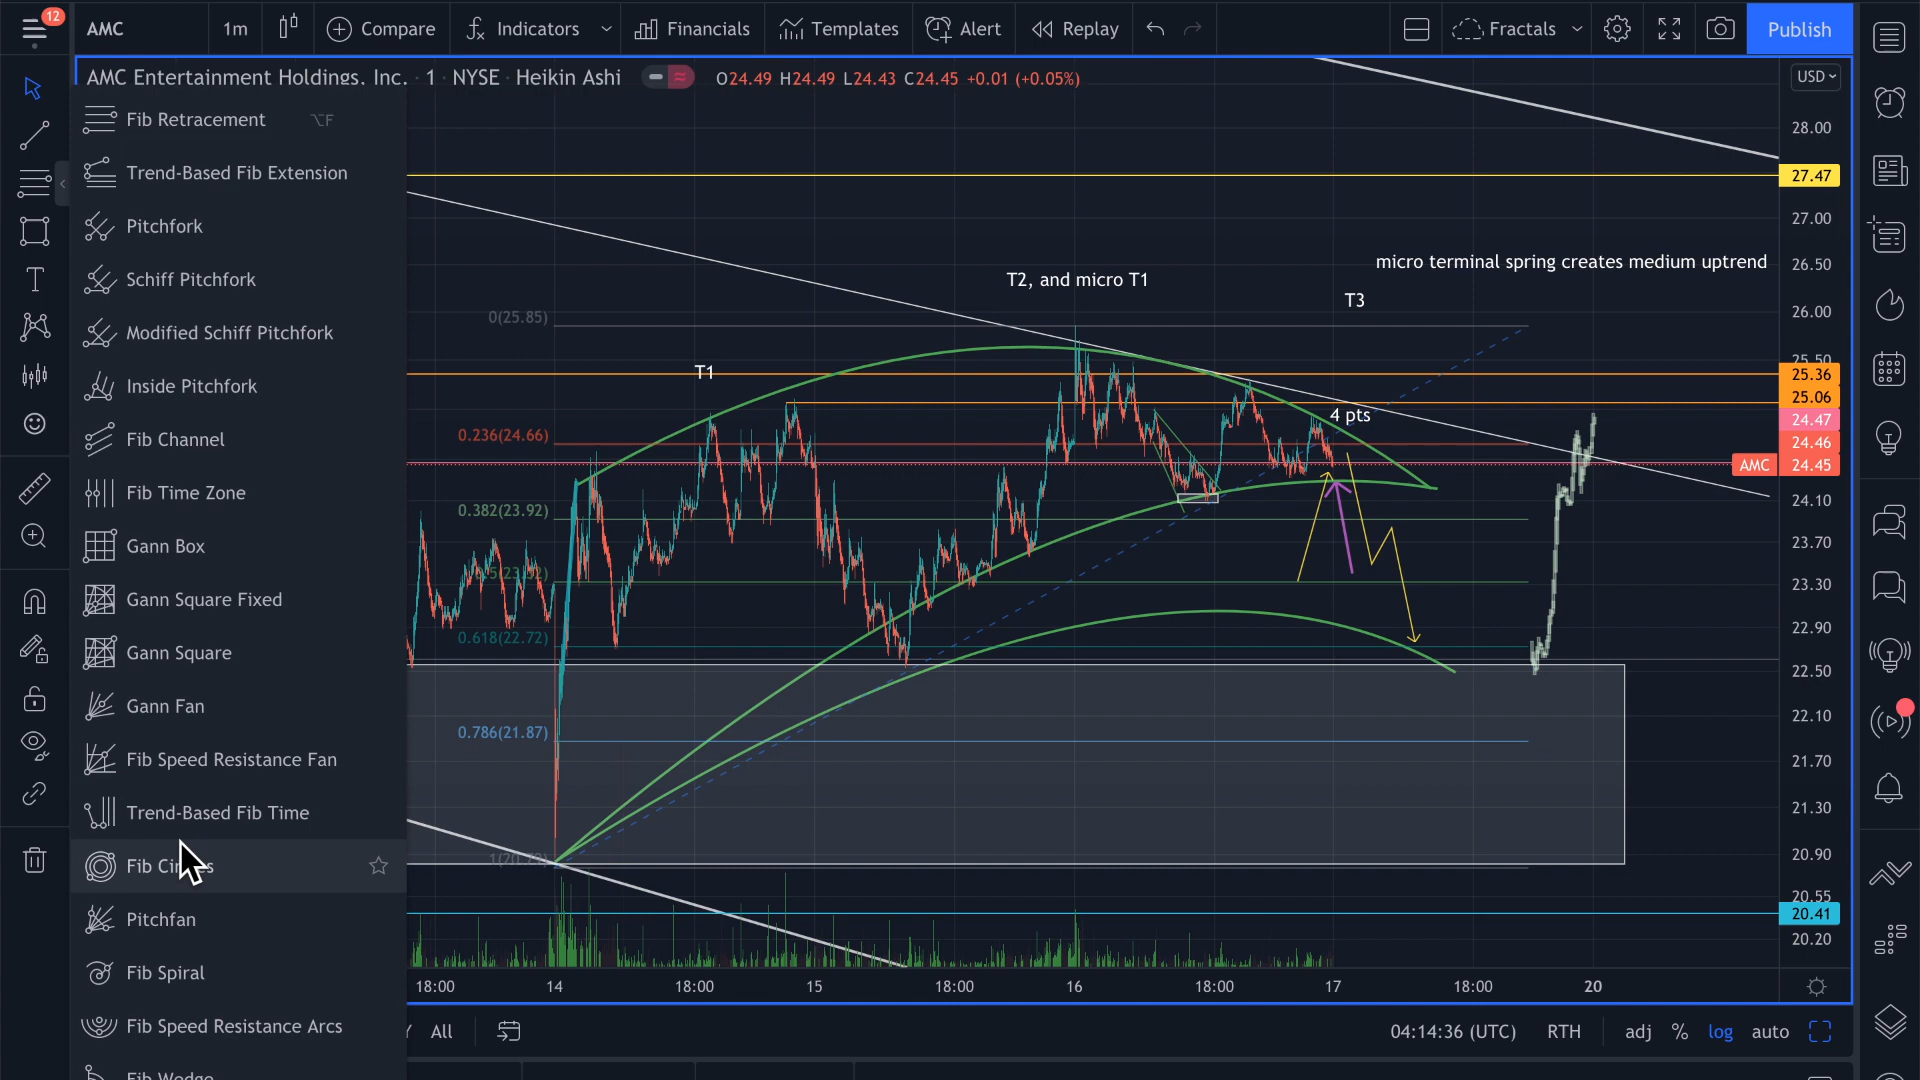 12
AMC
1m
Compare
Indicators
Financials
Templates
Alert
Replay
Fractals
Publish
AMC Entertainment Holdings, Inc. · 1 · NYSE · Heikin Ashi
O24.49 H24.49 L24.43 C24.45 +0.01 (+0.05%)
USD
Fib Retracement
⌥F
Trend-Based Fib Extension
Pitchfork
Schiff Pitchfork
Modified Schiff Pitchfork
Inside Pitchfork
Fib Channel
Fib Time Zone
Gann Box
Gann Square Fixed
Gann Square
Gann Fan
Fib Speed Resistance Fan
Trend-Based Fib Time
Pitchfan
Fib Spiral
Fib Speed Resistance Arcs
Fib Wedge
micro terminal spring creates medium uptrend
T2, and micro T1
T3
T1
4 pts
0(25.85)
0.236(24.66)
0.382(23.92)
0.618(22.72)
0.786(21.87)
28.00
27.47
27.00
26.50
26.00
25.50
25.36
25.06
24.47
24.46
AMC 24.45
24.10
23.70
23.30
22.90
22.50
22.10
21.70
21.30
20.90
20.55
20.41
20.20
18:00
14
18:00
15
18:00
16
18:00
17
18:00
20
All
04:14:36 (UTC)
RTH
adj
%
log
auto